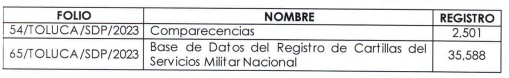 FOLIO NOMBRE REGISTRO
54/TOLUCA/SDP/2023 Comparecencias 2,501
65/TOLUCA/SDP/2023 Base de Datos del Registro de Cartillas del Servicio Militar Nacional 35,588